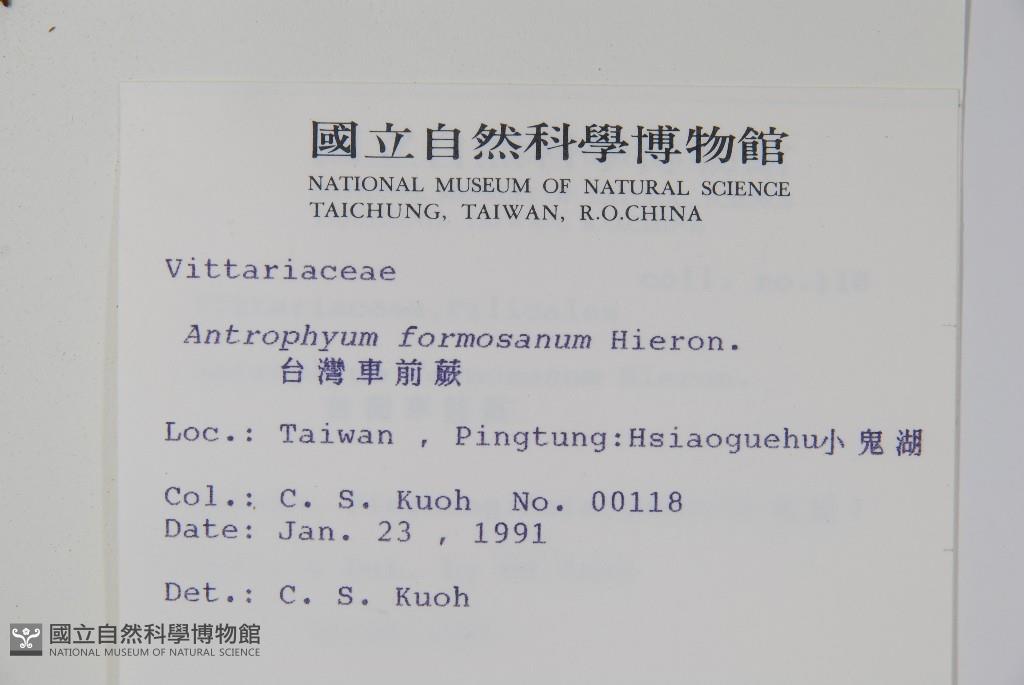 國立自然科學博物館
NATIONAL MUSEUM OF NATURAL SCIENCE
TAICHUNG, TAIWAN, R.O.CHINA
Vittariaceae
Antrophyum formosanum Hieron.
台灣車前蕨
Loc.: Taiwan , Pingtung:Hsiaoguehu小鬼湖
Col.: C. S. Kuoh No. 00118
Date: Jan. 23 , 1991
Det.: C. S. Kuoh
國立自然科學博物館
NATIONAL MUSEUM OF NATURAL SCIENCE